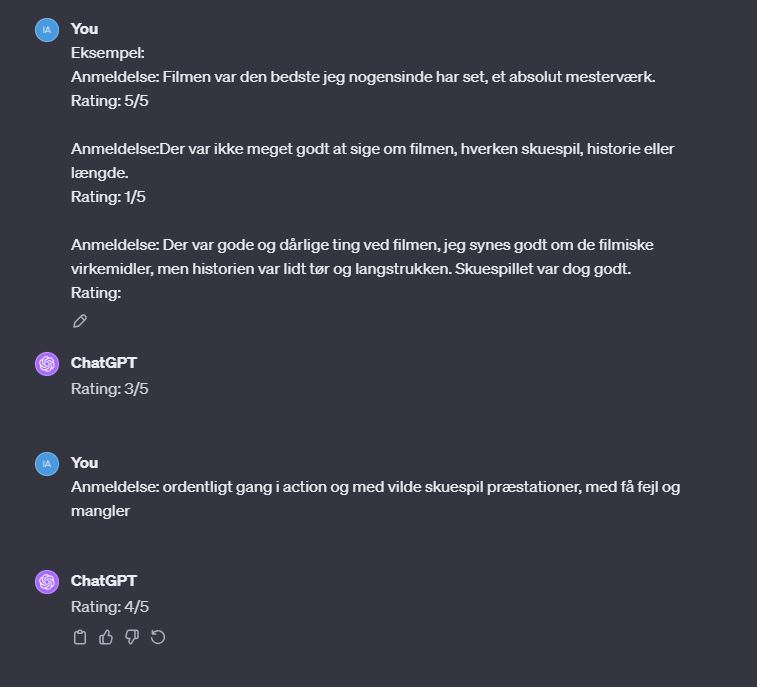 IA
You
Eksempel:
Anmeldelse: Filmen var den bedste jeg nogensinde har set, et absolut mesterværk.
Rating: 5/5
Anmeldelse:Der var ikke meget godt at sige om filmen, hverken skuespil, historie eller
længde.
Rating: 1/5
Anmeldelse: Der var gode og dårlige ting ved filmen, jeg synes godt om de filmiske
virkemidler, men historien var lidt tør og langstrukken. Skuespillet var dog godt.
Rating:
ChatGPT
Rating: 3/5
IA
You
Anmeldelse: ordentligt gang i action og med vilde skuespil præstationer, med få fejl og
mangler
ChatGPT
Rating: 4/5